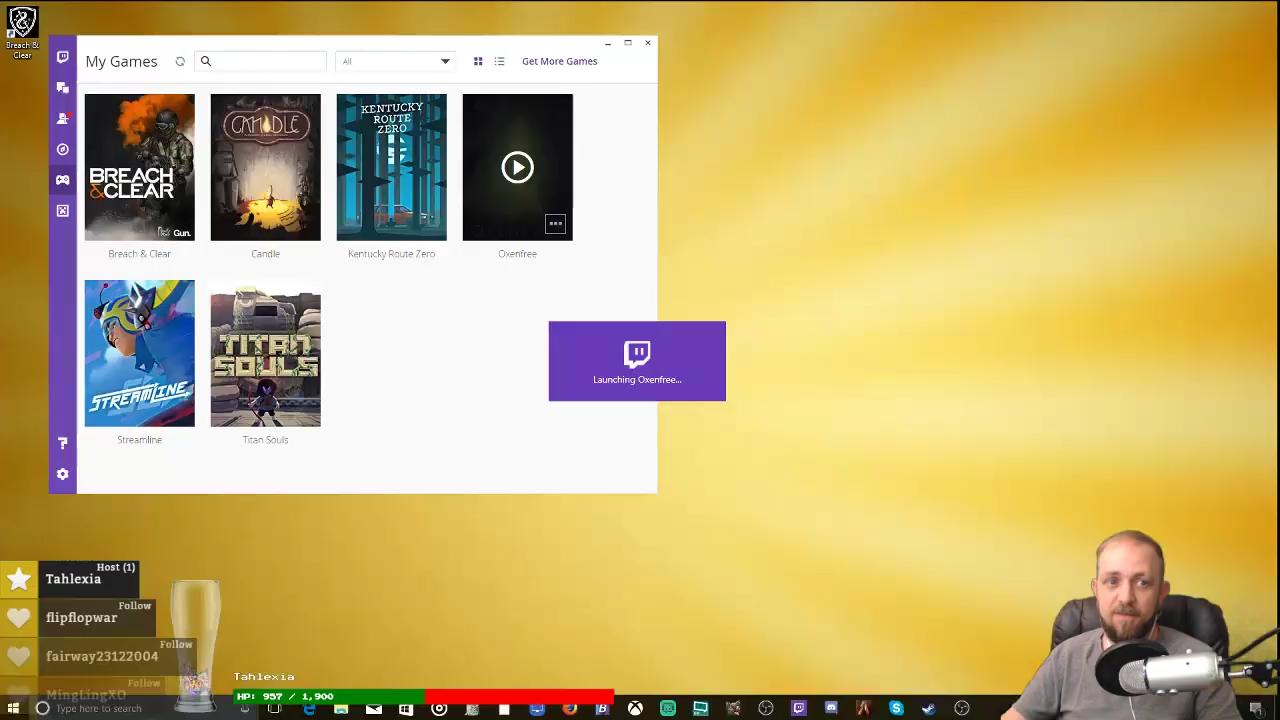 Breach &
Clear
My Games
All
Get More Games
BREACH
& CLEAR
Gun.
CANDLE
KENTUCKY
ROUTE
ZERO
Breach & Clear
Candle
Kentucky Route Zero
Oxenfree
STREAMLINE
TITAN
SOULS
Launching Oxenfree...
Streamline
Titan Souls
Host (1)
Tahlexia
Follow
flipflopwar
Follow
fairway23122004
Follow
MingLingXO
Tahlexia
HP: 957 / 1,900
Type here to search